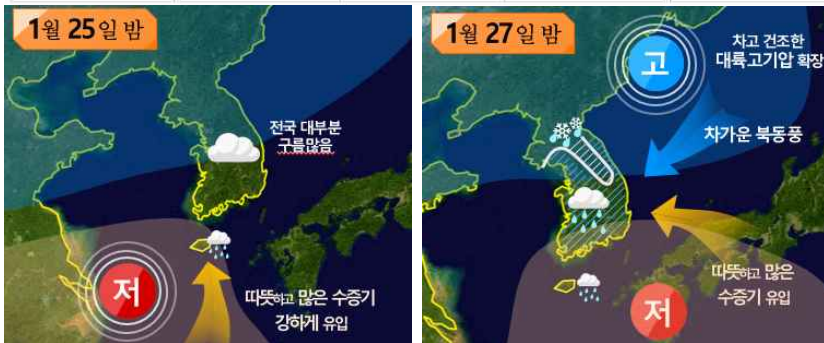 1월 25일 밤
전국 대부분
구름많음
저
따뜻하고 많은 수증기
강하게 유입
1월 27일 밤
고
차고 건조한
대륙고기압 확장
차가운 북동풍
따뜻하고 많은
수증기 유입
저